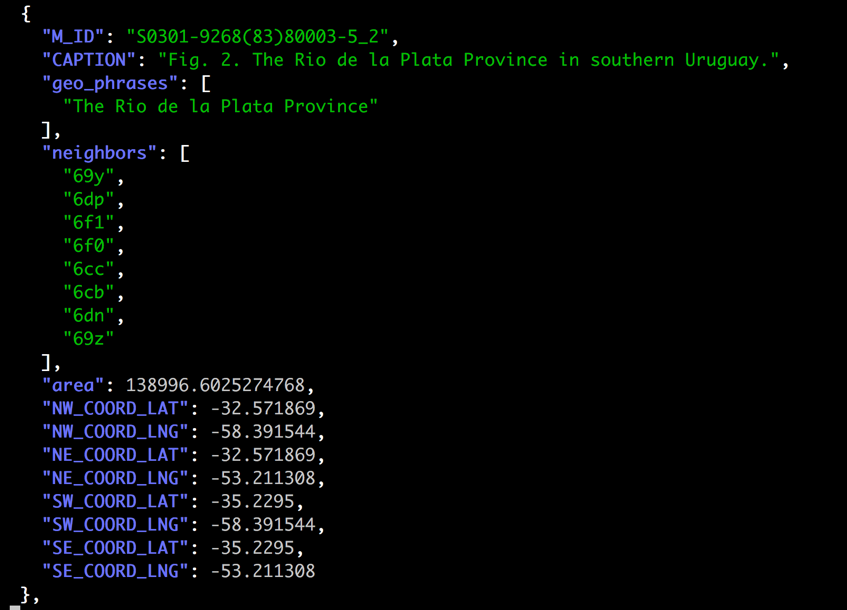 {
"M_ID": "S0301-9268(83)80003-5_2",
"CAPTION": "Fig. 2. The Rio de la Plata Province in southern Uruguay.",
"geo_phrases": [
"The Rio de la Plata Province"
],
"neighbors": [
"69y",
"6dp",
"6f1",
"6f0",
"6cc",
"6cb",
"6dn",
"69z"
],
"area": 138996.6025274768,
"NW_COORD_LAT": -32.571869,
"NW_COORD_LNG": -58.391544,
"NE_COORD_LAT": -32.571869,
"NE_COORD_LNG": -53.211308,
"SW_COORD_LAT": -35.2295,
"SW_COORD_LNG": -58.391544,
"SE_COORD_LAT": -35.2295,
"SE_COORD_LNG": -53.211308
},